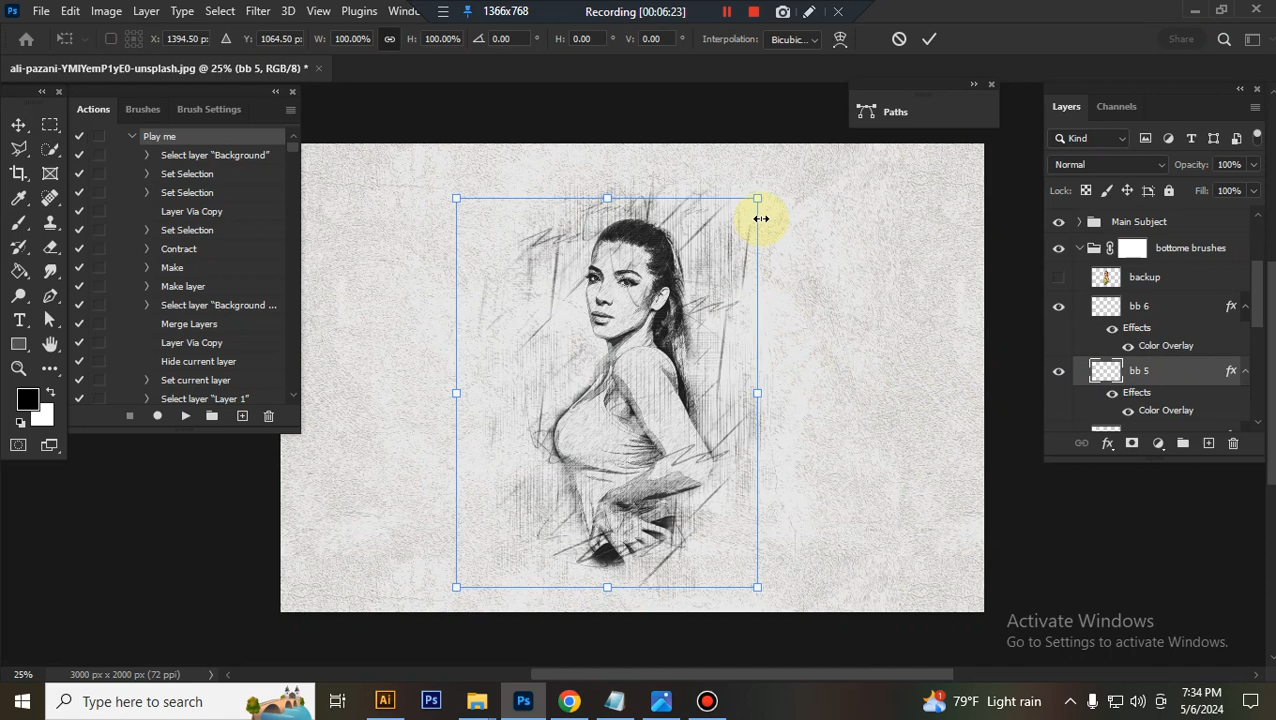 File Edit Image Layer Type Select Filter 3D View Plugins Windo
1366x768 Recording [00:06:23]
X: 1394.50 px Y: 1064.50 px W: 100.00% H: 100.00% 0.00 ° H: 0.00 ° V: 0.00 ° Interpolation: Bicubic... Share
ali-pazani-YMlYemP1yE0-unsplash.jpg @ 25% (bb 5, RGB/8) * ×
Actions Brushes Brush Settings
Play me
Select layer "Background"
Set Selection
Set Selection
Layer Via Copy
Set Selection
Contract
Make
Make layer
Select layer "Background ...
Merge Layers
Layer Via Copy
Hide current layer
Set current layer
Select layer "Layer 1"
Paths
Layers Channels
Kind
Normal Opacity: 100%
Lock: Fill: 100%
Main Subject
bottome brushes
backup
bb 6 fx
Effects
Color Overlay
bb 5 fx
Effects
Color Overlay
Activate Windows
Go to Settings to activate Windows.
25% 3000 px x 2000 px (72 ppi)
Type here to search
79°F Light rain
7:34 PM
5/6/2024